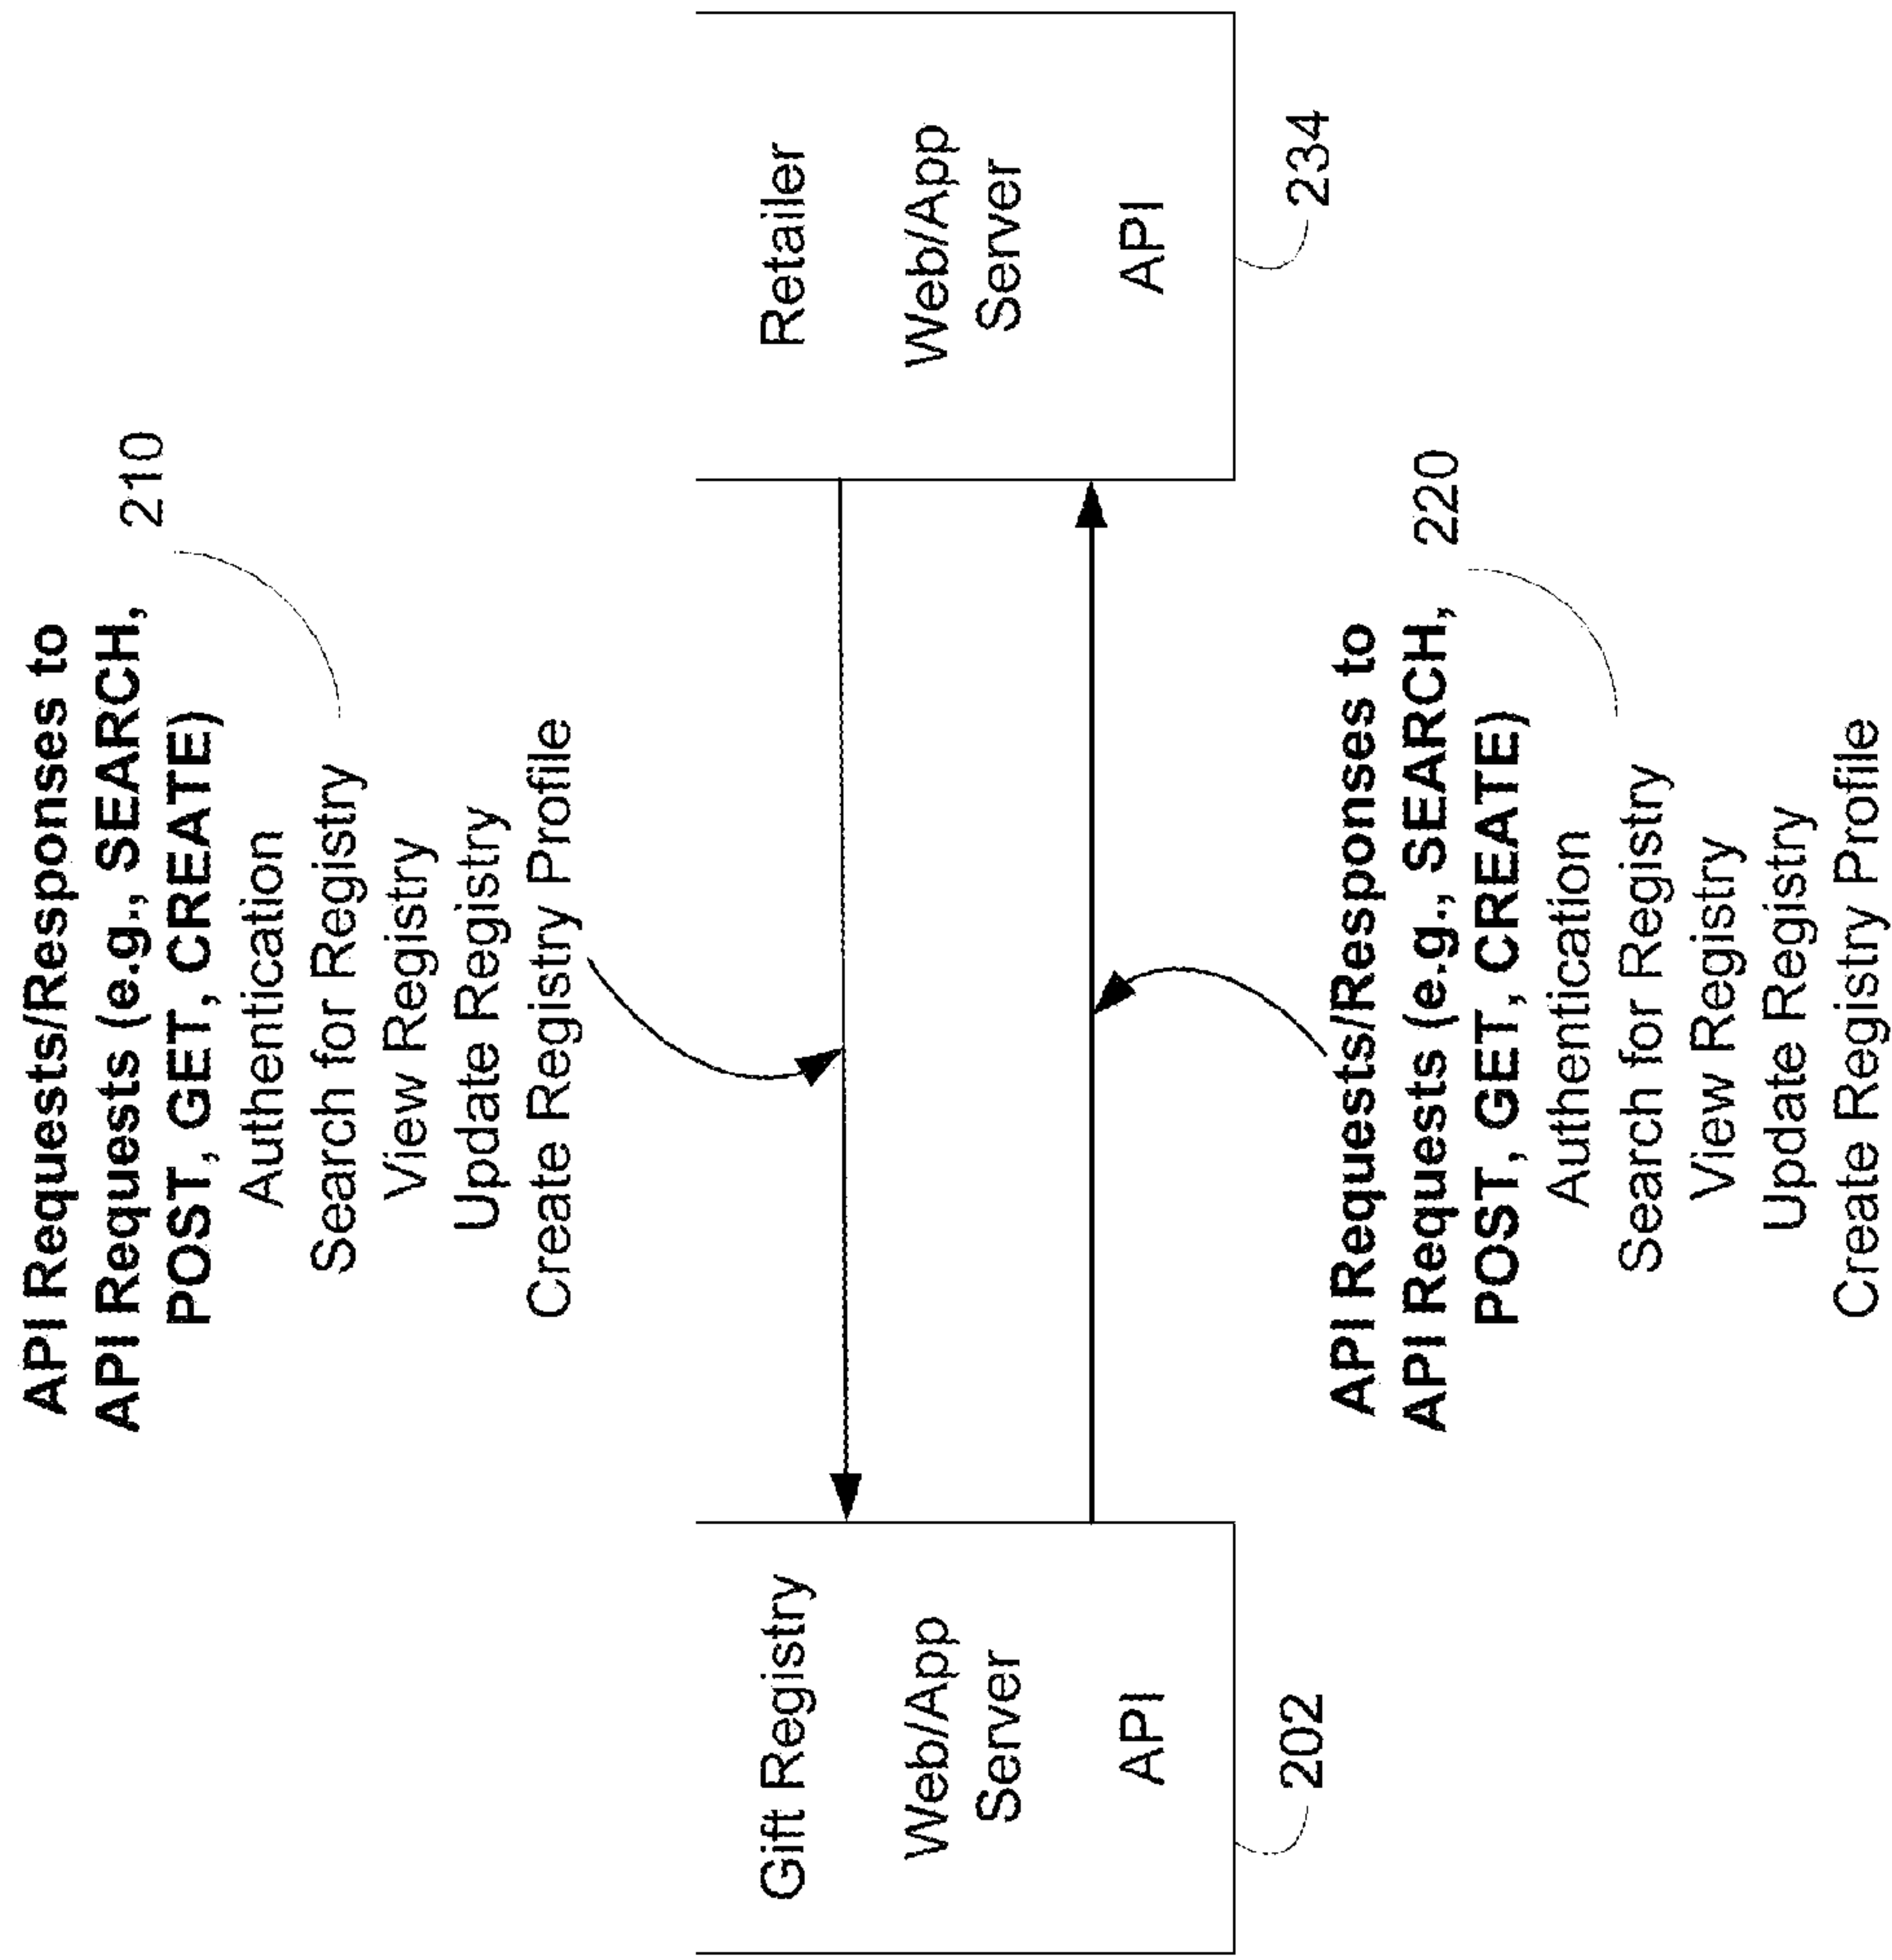 API Requests/Responses to
API Requests (e.g., SEARCH,
POST, GET, CREATE)
210
Authentication
Search for Registry
View Registry
Update Registry
Create Registry Profile
Gift Registry
Web/App
Server
API
202
Retailer
Web/App
Server
API
234
API Requests/Responses to
API Requests (e.g., SEARCH,
POST, GET, CREATE)
220
Authentication
Search for Registry
View Registry
Update Registry
Create Registry Profile